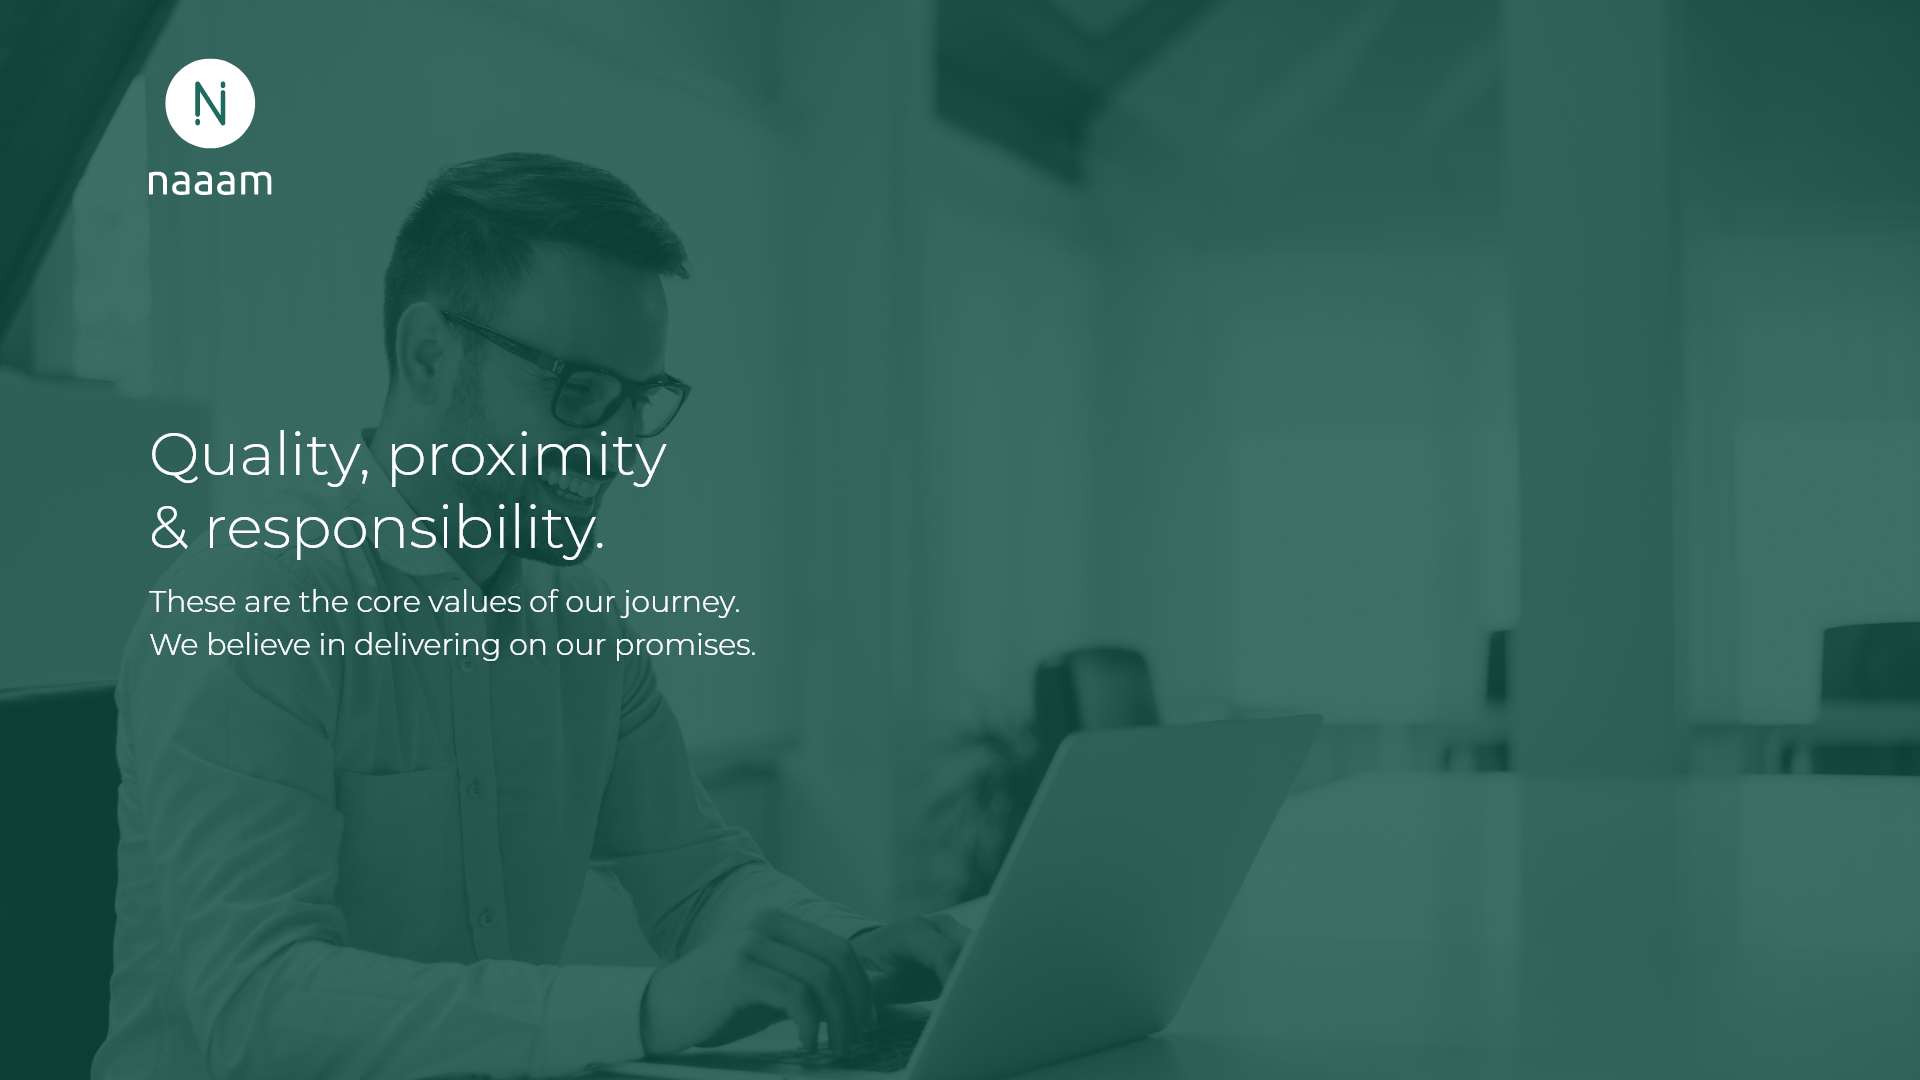 N
naaam
Quality, proximity
& responsibility.
These are the core values of our journey.
We believe in delivering on our promises.